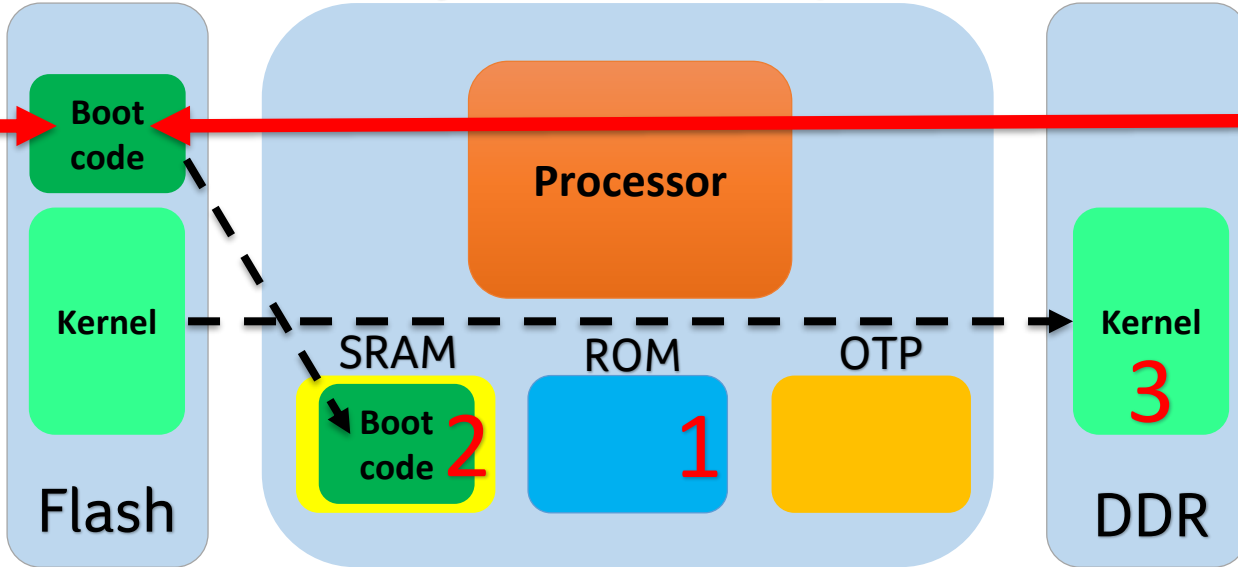 Boot
code
Kernel
Flash
Processor
SRAM
ROM
OTP
Boot
code
2
1
Kernel
3
DDR